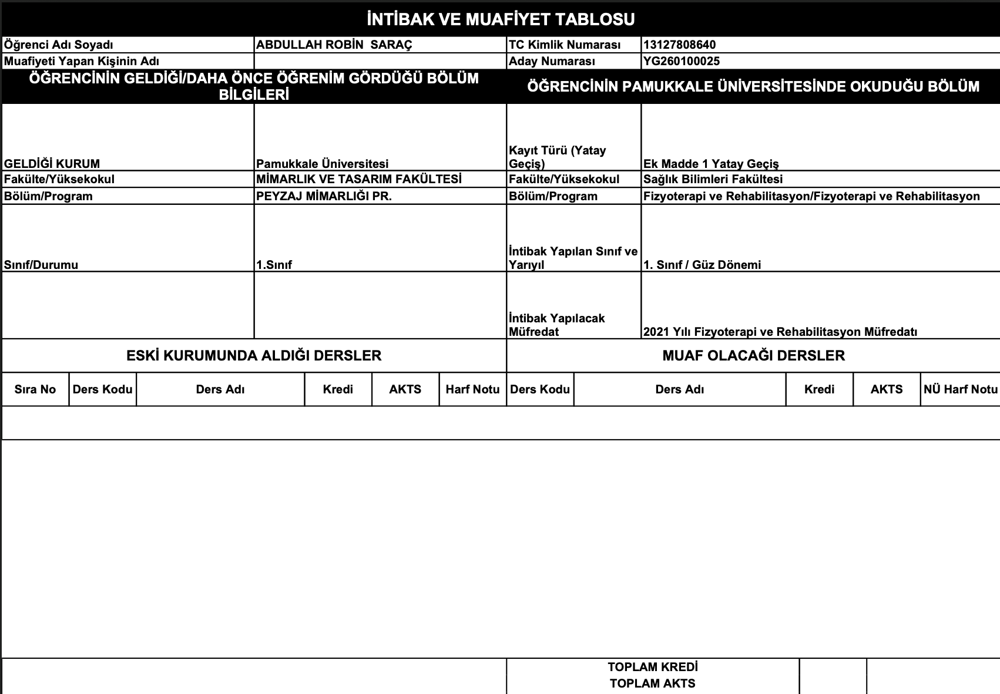 İNTİBAK VE MUAFİYET TABLOSU
Öğrenci Adı Soyadı ABDULLAH ROBİN  SARAÇ TC Kimlik Numarası 13127808640
Muafiyeti Yapan Kişinin Adı Aday Numarası YG260100025
ÖĞRENCİNİN GELDİĞİ/DAHA ÖNCE ÖĞRENİM GÖRDÜĞÜ BÖLÜM
BİLGİLERİ
ÖĞRENCİNİN PAMUKKALE ÜNİVERSİTESİNDE OKUDUĞU BÖLÜM
GELDİĞİ KURUM Pamukkale Üniversitesi
Kayıt Türü (Yatay
Geçiş)
Ek Madde 1 Yatay Geçiş
Fakülte/Yüksekokul MİMARLIK VE TASARIM FAKÜLTESİ Fakülte/Yüksekokul Sağlık Bilimleri Fakültesi
Bölüm/Program PEYZAJ MİMARLIĞI PR. Bölüm/Program Fizyoterapi ve Rehabilitasyon/Fizyoterapi ve Rehabilitasyon
Sınıf/Durumu 1.Sınıf
İntibak Yapılan Sınıf ve
Yarıyıl
1. Sınıf / Güz Dönemi
İntibak Yapılacak
Müfredat
2021 Yılı Fizyoterapi ve Rehabilitasyon Müfredatı
ESKİ KURUMUNDA ALDIĞI DERSLER MUAF OLACAĞI DERSLER
Sıra No Ders Kodu Ders Adı Kredi AKTS Harf Notu Ders Kodu Ders Adı Kredi AKTS NÜ Harf Notu
TOPLAM KREDİ
TOPLAM AKTS